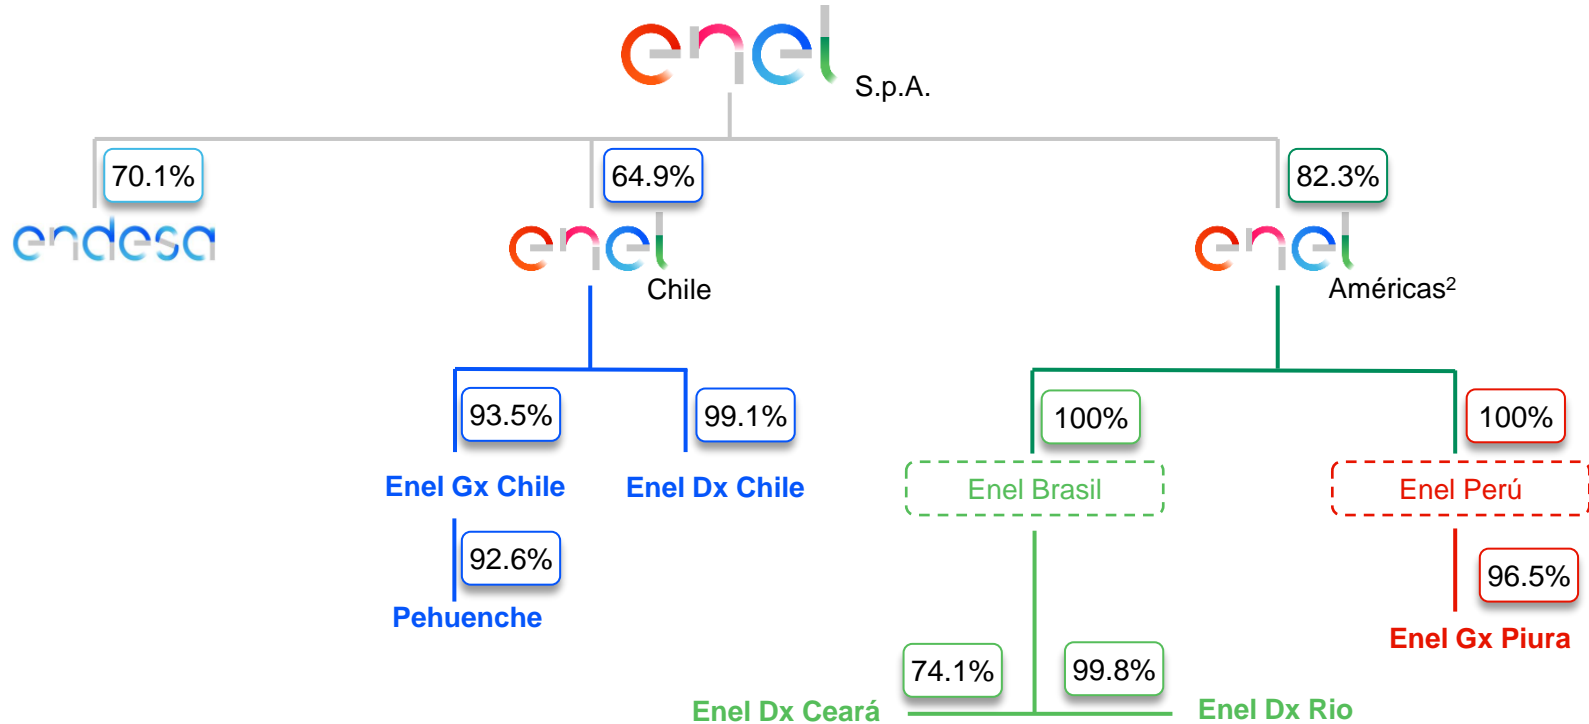 enel
S.p.A.
70.1%
64.9%
82.3%
endesa
enel
Chile
enel
Américas²
93.5%
99.1%
100%
100%
Enel Gx Chile
Enel Dx Chile
Enel Brasil
Enel Perú
92.6%
96.5%
Pehuenche
Enel Gx Piura
74.1%
99.8%
Enel Dx Ceará
Enel Dx Rio